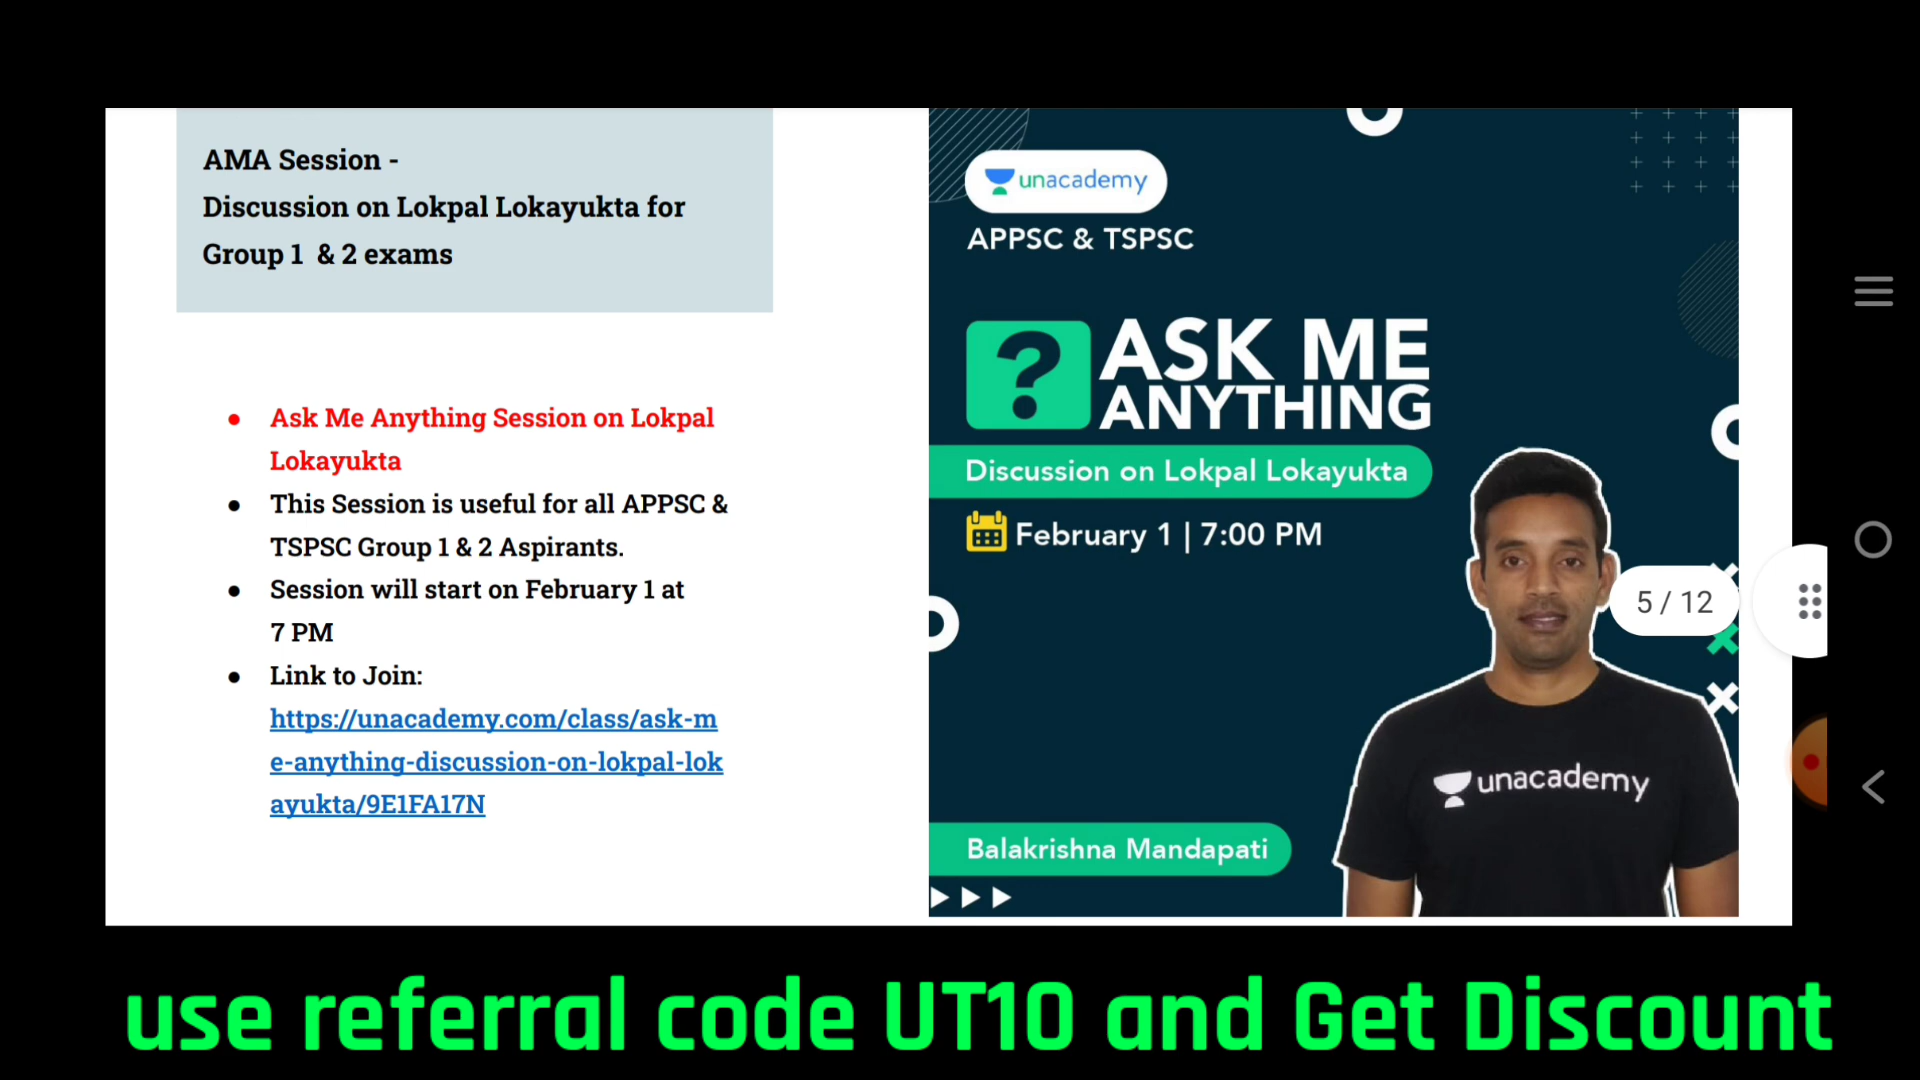 AMA Session -
Discussion on Lokpal Lokayukta for
Group 1 & 2 exams
● Ask Me Anything Session on Lokpal
Lokayukta
● This Session is useful for all APPSC &
TSPSC Group 1 & 2 Aspirants.
● Session will start on February 1 at
7 PM
● Link to Join:
https://unacademy.com/class/ask-m
e-anything-discussion-on-lokpal-lok
ayukta/9E1FA17N
unacademy
APPSC & TSPSC
? ASK ME
ANYTHING
Discussion on Lokpal Lokayukta
February 1 | 7:00 PM
5 / 12
unacademy
Balakrishna Mandapati
use referral code UT10 and Get Discount